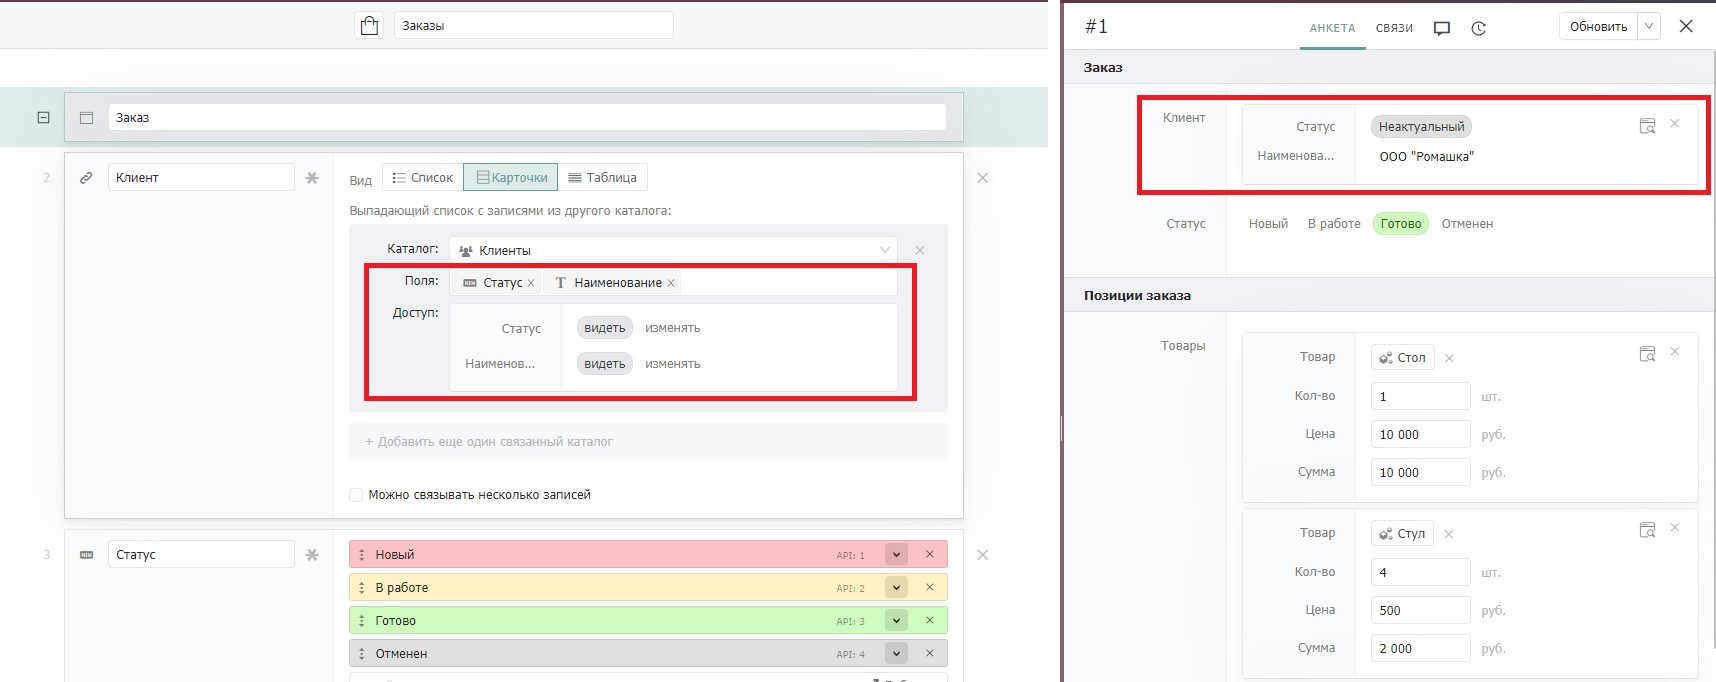 Заказы
Заказ
2
Клиент
Вид Список Карточки Таблица
Выпадающий список с записями из другого каталога:
Каталог: Клиенты
Поля: Статус Наименование
Доступ:
Статус видеть изменять
Наименов... видеть изменять
+ Добавить еще один связанный каталог
Можно связывать несколько записей
3
Статус
Новый API: 1
В работе API: 2
Готово API: 3
Отменен API: 4
#1
АНКЕТА СВЯЗИ
Обновить
Заказ
Клиент
Статус Неактуальный
Наименова... ООО "Ромашка"
Статус Новый В работе Готово Отменен
Позиции заказа
Товары
Товар Стол
Кол-во 1 шт.
Цена 10 000 руб.
Сумма 10 000 руб.
Товар Стул
Кол-во 4 шт.
Цена 500 руб.
Сумма 2 000 руб.